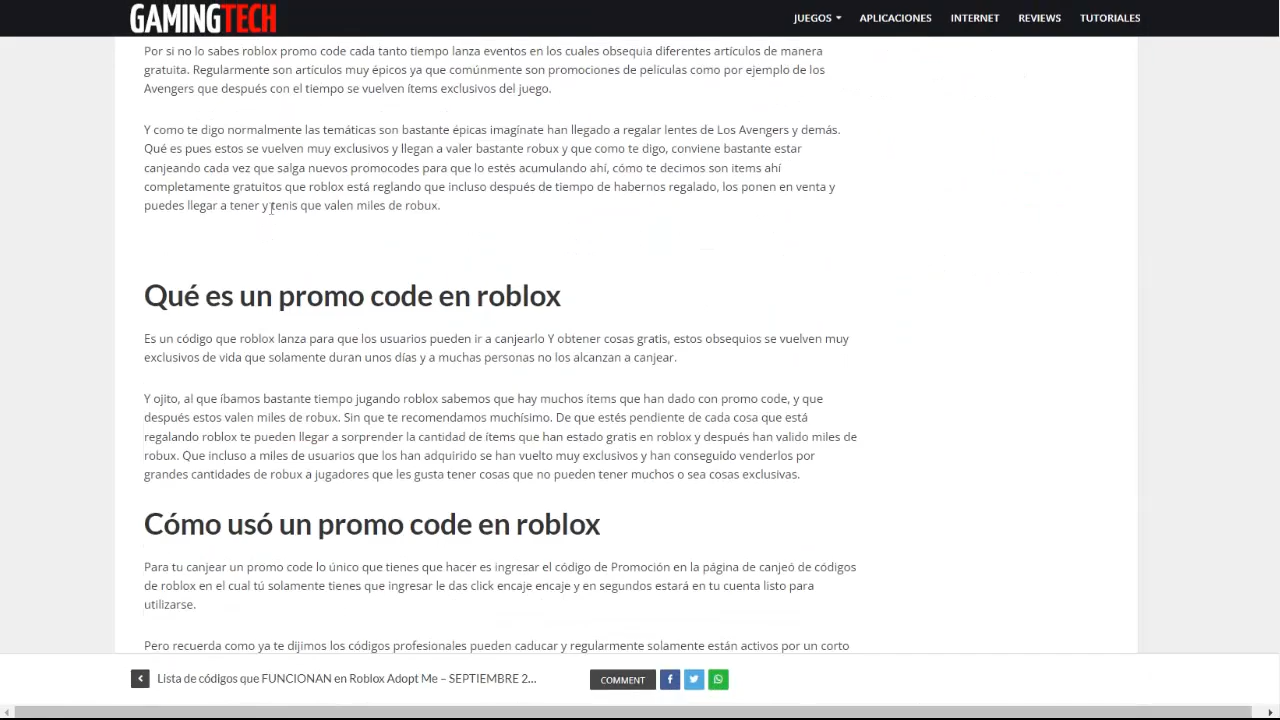 GAMINGTECH
JUEGOS APLICACIONES INTERNET REVIEWS TUTORIALES
Por si no lo sabes roblox promo code cada tanto tiempo lanza eventos en los cuales obsequia diferentes artículos de manera
gratuita. Regularmente son artículos muy épicos ya que comúnmente son promociones de películas como por ejemplo de los
Avengers que después con el tiempo se vuelven ítems exclusivos del juego.
Y como te digo normalmente las temáticas son bastante épicas imagínate han llegado a regalar lentes de Los Avengers y demás.
Qué es pues estos se vuelven muy exclusivos y llegan a valer bastante robux y que como te digo, conviene bastante estar
canjeando cada vez que salga nuevos promocodes para que lo estés acumulando ahí, cómo te decimos son items ahí
completamente gratuitos que roblox está reglando que incluso después de tiempo de habernos regalado, los ponen en venta y
puedes llegar a tener y tenis que valen miles de robux.
Qué es un promo code en roblox
Es un código que roblox lanza para que los usuarios pueden ir a canjearlo Y obtener cosas gratis, estos obsequios se vuelven muy
exclusivos de vida que solamente duran unos días y a muchas personas no los alcanzan a canjear.
Y ojito, al que íbamos bastante tiempo jugando roblox sabemos que hay muchos ítems que han dado con promo code, y que
después estos valen miles de robux. Sin que te recomendamos muchísimo. De que estés pendiente de cada cosa que está
regalando roblox te pueden llegar a sorprender la cantidad de ítems que han estado gratis en roblox y después han valido miles de
robux. Que incluso a miles de usuarios que los han adquirido se han vuelto muy exclusivos y han conseguido venderlos por
grandes cantidades de robux a jugadores que les gusta tener cosas que no pueden tener muchos o sea cosas exclusivas.
Cómo usó un promo code en roblox
Para tu canjear un promo code lo único que tienes que hacer es ingresar el código de Promoción en la página de canjeó de códigos
de roblox en el cual tú solamente tienes que ingresar le das click encaje encaje y en segundos estará en tu cuenta listo para
utilizarse.
Pero recuerda como ya te dijimos los códigos profesionales pueden caducar y regularmente solamente están activos por un corto
Lista de códigos que FUNCIONAN en Roblox Adopt Me – SEPTIEMBRE 2...
COMMENT